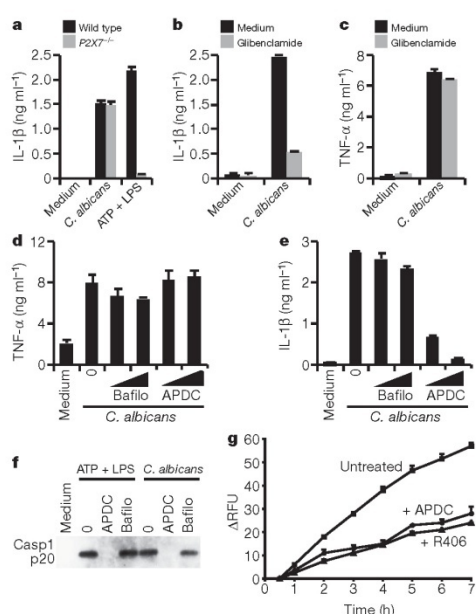 a
Wild type
P2X7⁻/⁻
IL-1β (ng ml⁻¹)
2.5
2.0
1.5
1.0
0.5
0
Medium
C. albicans
ATP + LPS
b
Medium
Glibenclamide
IL-1β (ng ml⁻¹)
2.5
2.0
1.5
1.0
0.5
0
Medium
C. albicans
c
Medium
Glibenclamide
TNF-α (ng ml⁻¹)
8
6
4
2
0
Medium
C. albicans
d
TNF-α (ng ml⁻¹)
12
8
4
0
Medium
0
Bafilo
APDC
C. albicans
e
IL-1β (ng ml⁻¹)
3
2
1
0
Medium
0
Bafilo
APDC
C. albicans
f
ATP + LPS
C. albicans
Medium
0
APDC
Bafilo
0
APDC
Bafilo
Casp1
p20
g
ΔRFU
60
50
40
30
20
10
0
Untreated
+ APDC
+ R406
0 1 2 3 4 5 6 7
Time (h)